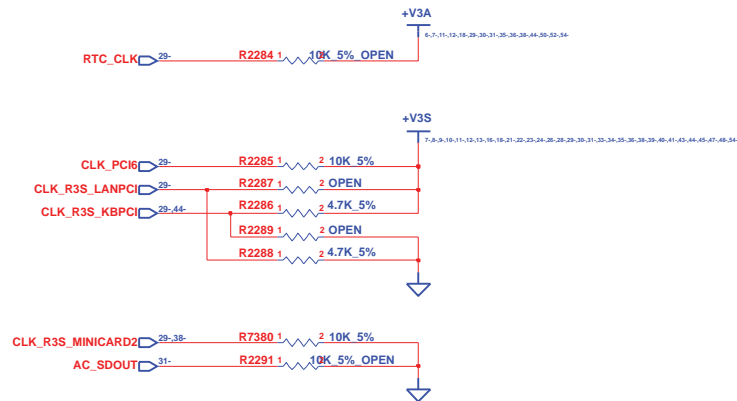 +V3A
6-,7-,11-,12-,18-,29-,30-,31-,35-,36-,38-,44-,50-,52-,54-
RTC_CLK 29- R2284 1 2 10K_5%_OPEN
+V3S
7-,8-,9-,10-,11-,12-,13-,16-,18-,21-,22-,23-,24-,26-,28-,29-,30-,31-,33-,34-,35-,36-,38-,39-,40-,41-,43-,44-,45-,47-,48-,54-
CLK_PCI6 29- R2285 1 2 10K_5%
CLK_R3S_LANPCI 29- R2287 1 2 OPEN
CLK_R3S_KBPCI 29-,44- R2286 1 2 4.7K_5%
R2289 1 2 OPEN
R2288 1 2 4.7K_5%
CLK_R3S_MINICARD2 29-,38- R7380 1 2 10K_5%
AC_SDOUT 31- R2291 1 2 10K_5%_OPEN